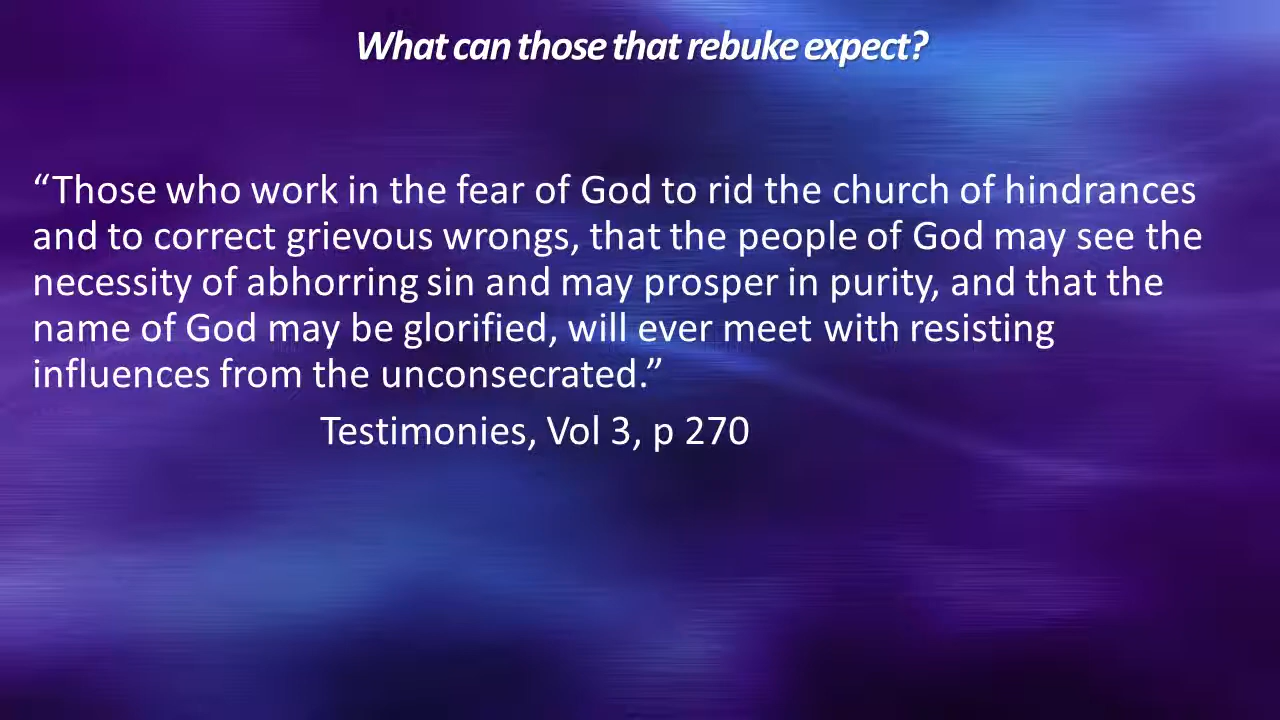 What can those that rebuke expect?
“Those who work in the fear of God to rid the church of hindrances
and to correct grievous wrongs, that the people of God may see the
necessity of abhorring sin and may prosper in purity, and that the
name of God may be glorified, will ever meet with resisting
influences from the unconsecrated.”
Testimonies, Vol 3, p 270